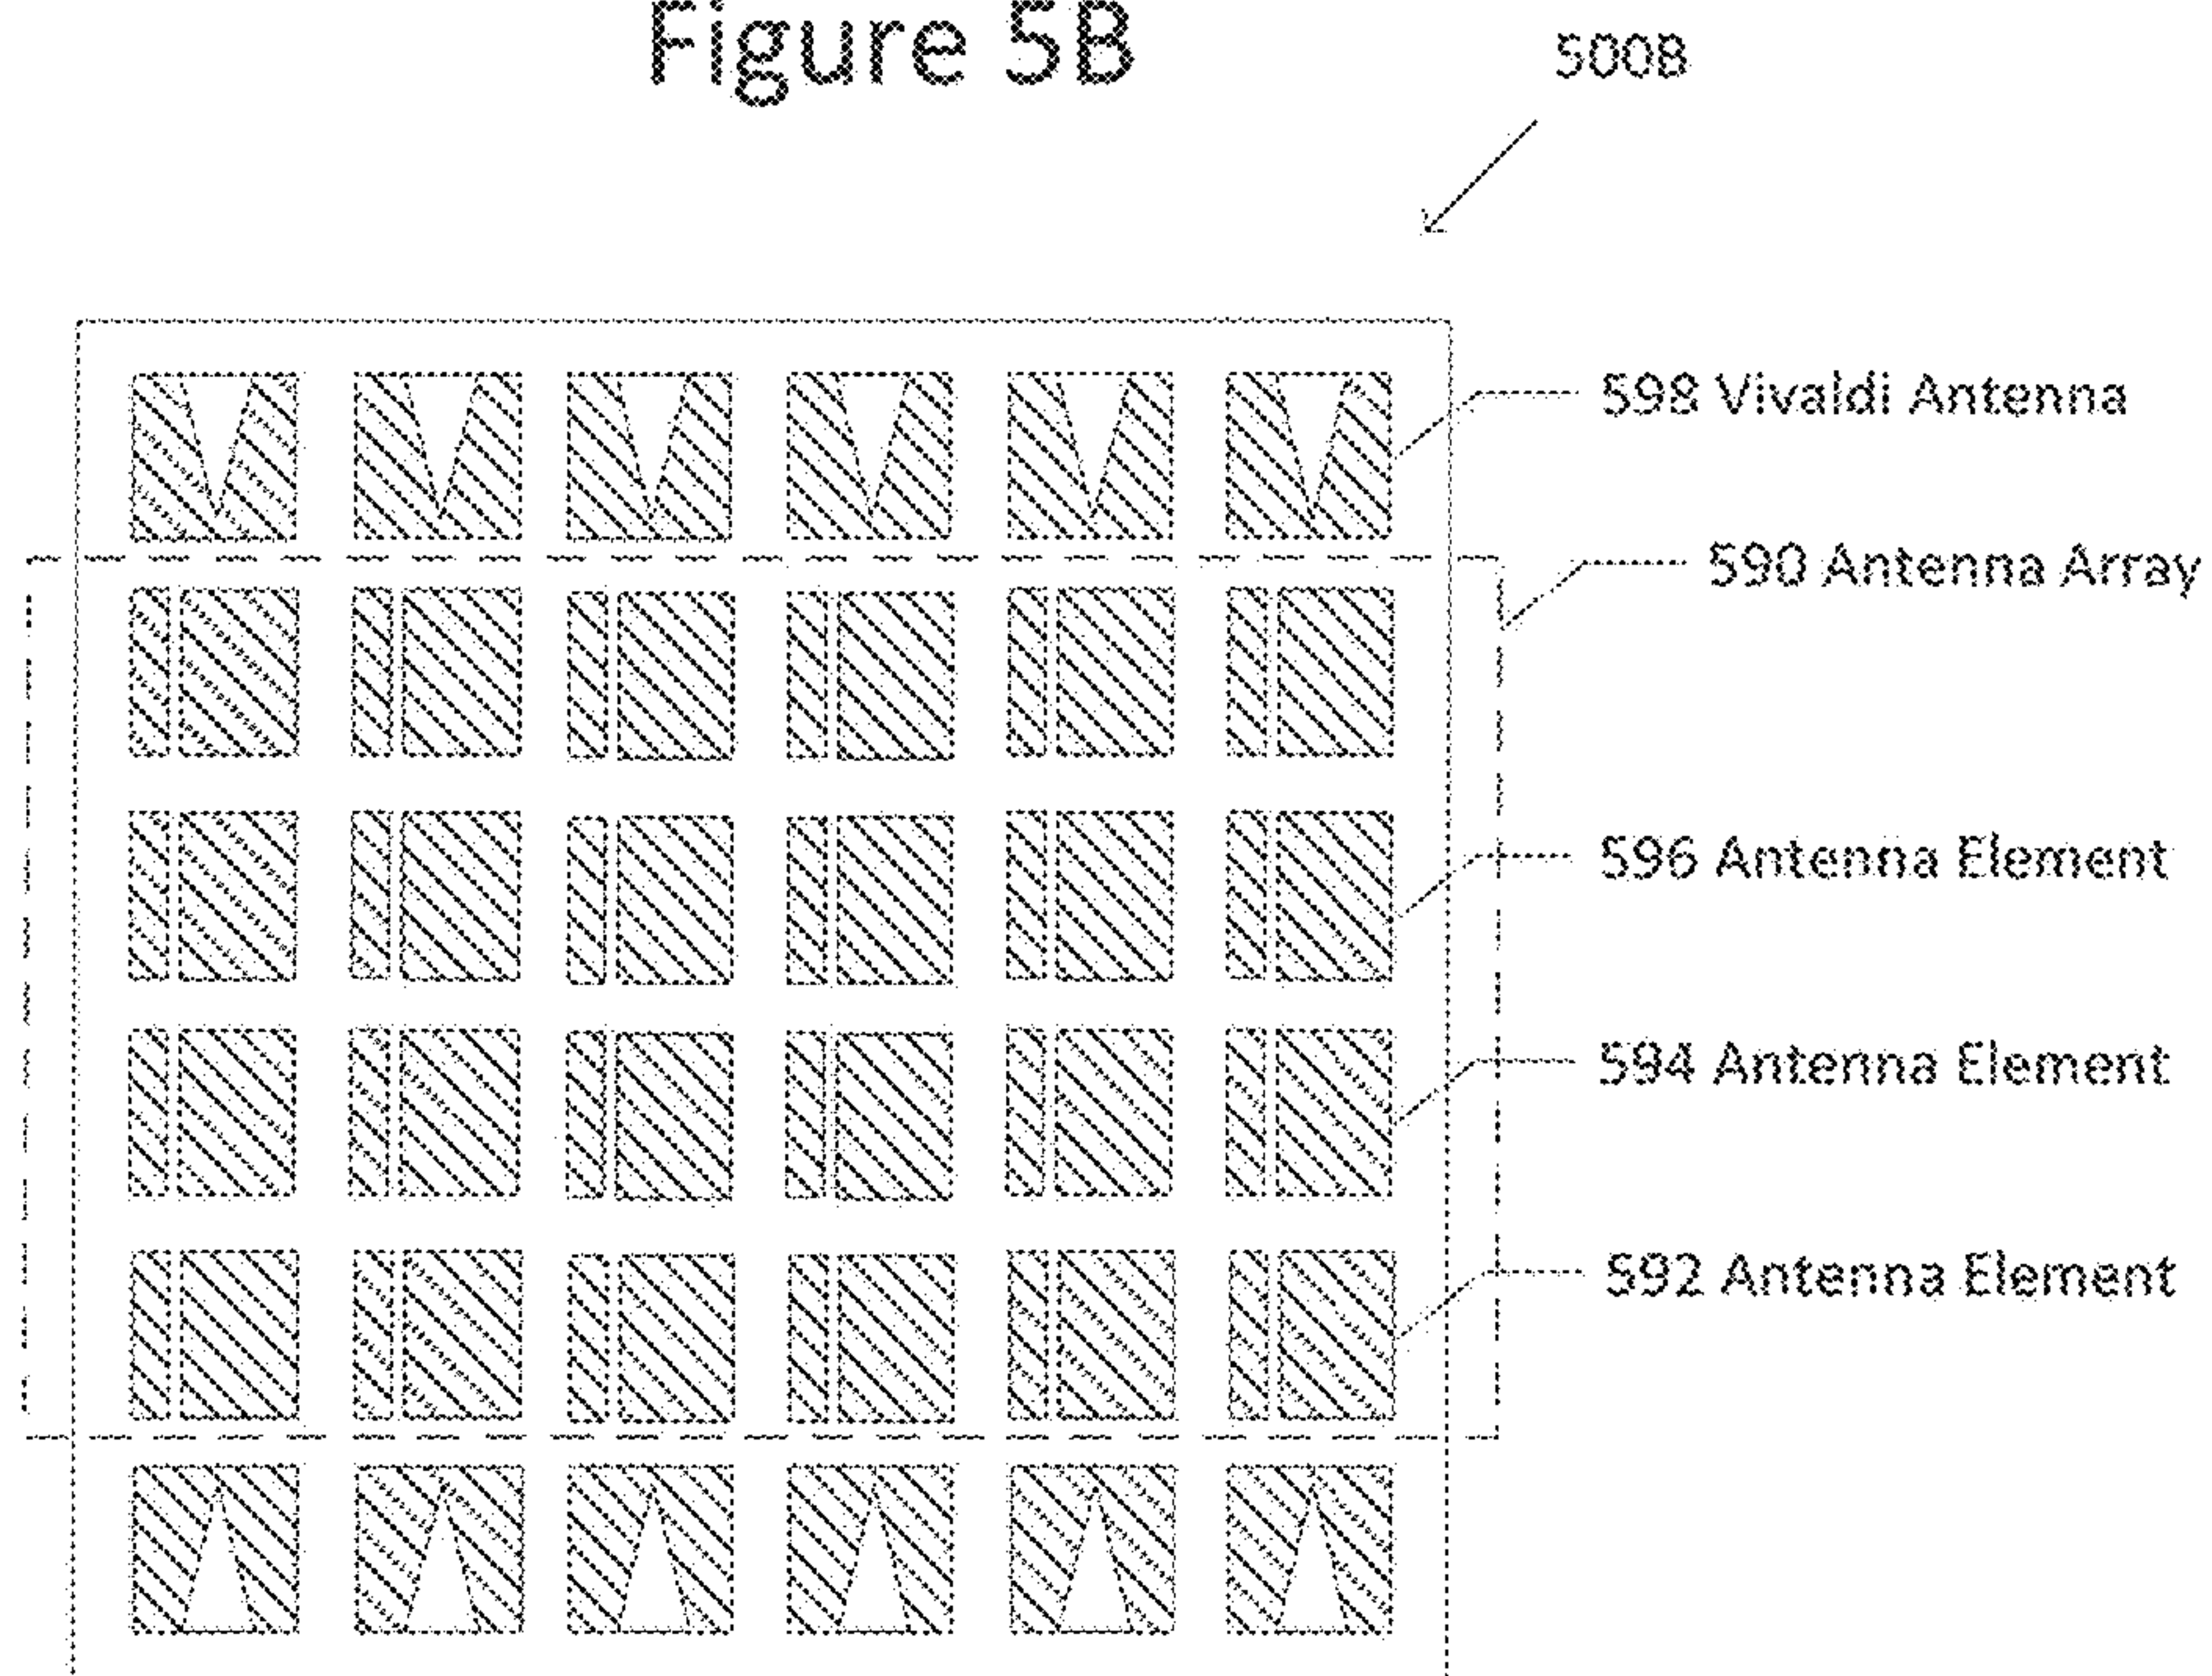 Figure 5B
500B
598 Vivaldi Antenna
590 Antenna Array
596 Antenna Element
594 Antenna Element
592 Antenna Element